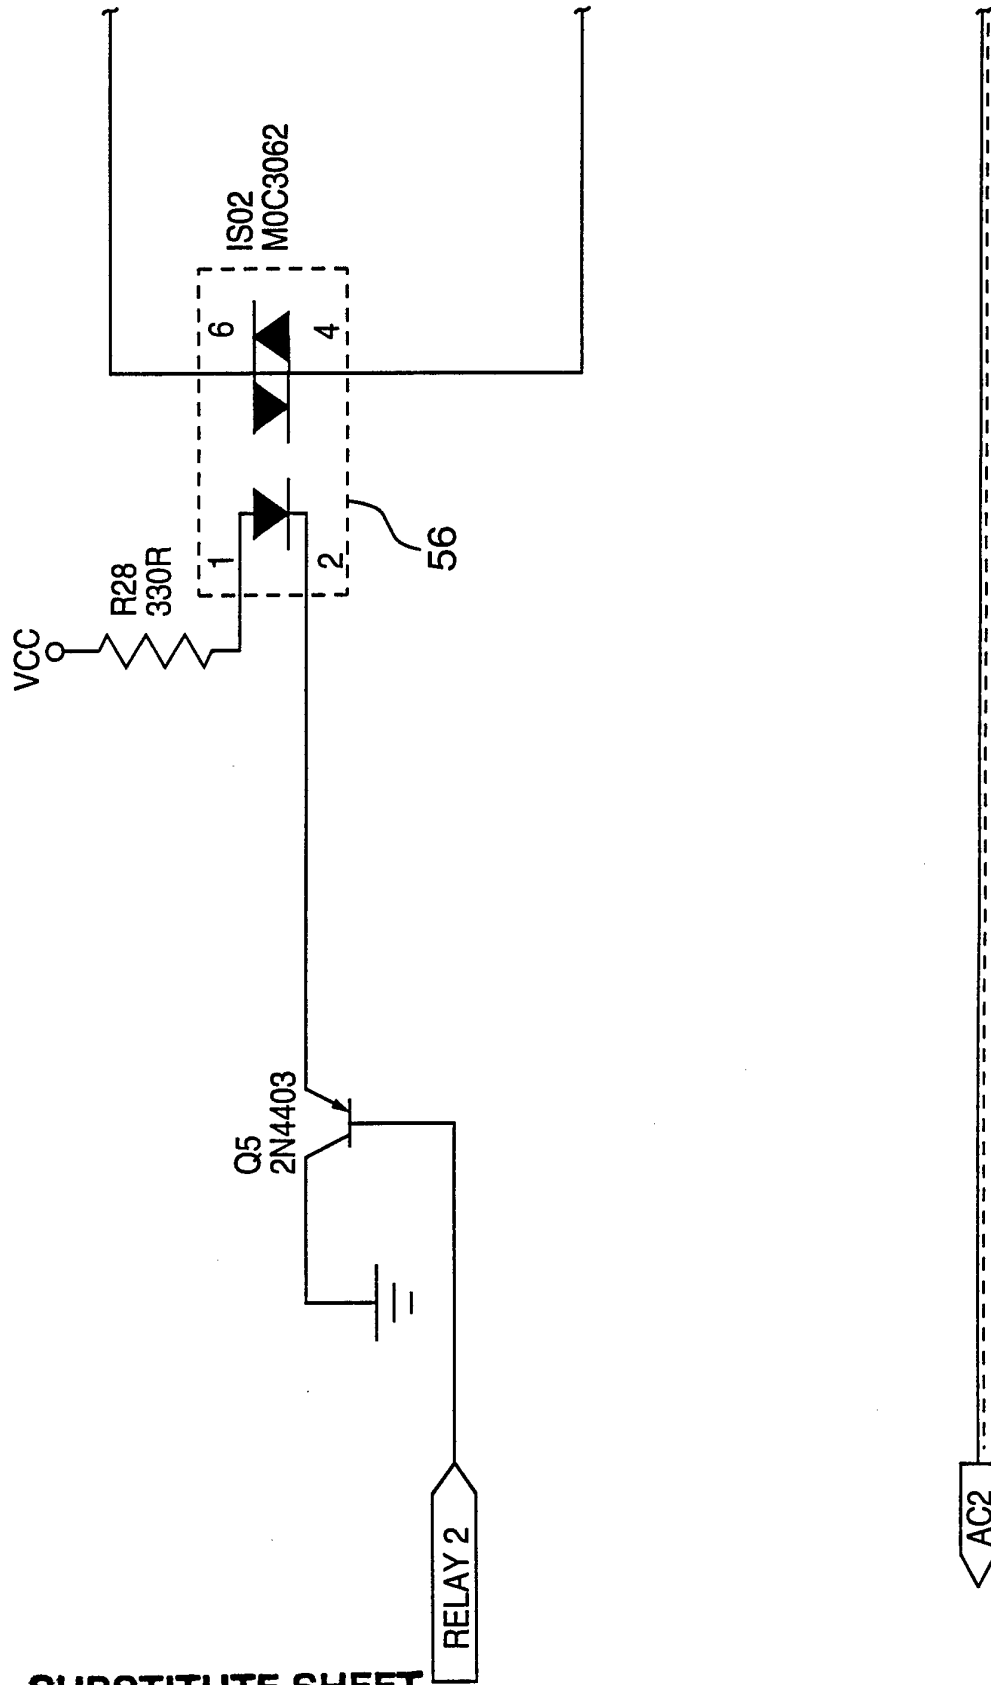 VCC
R28
330R
1
2
6
4
IS02
M0C3062
56
Q5
2N4403
RELAY 2
AC2
SUBSTITUTE SHEET